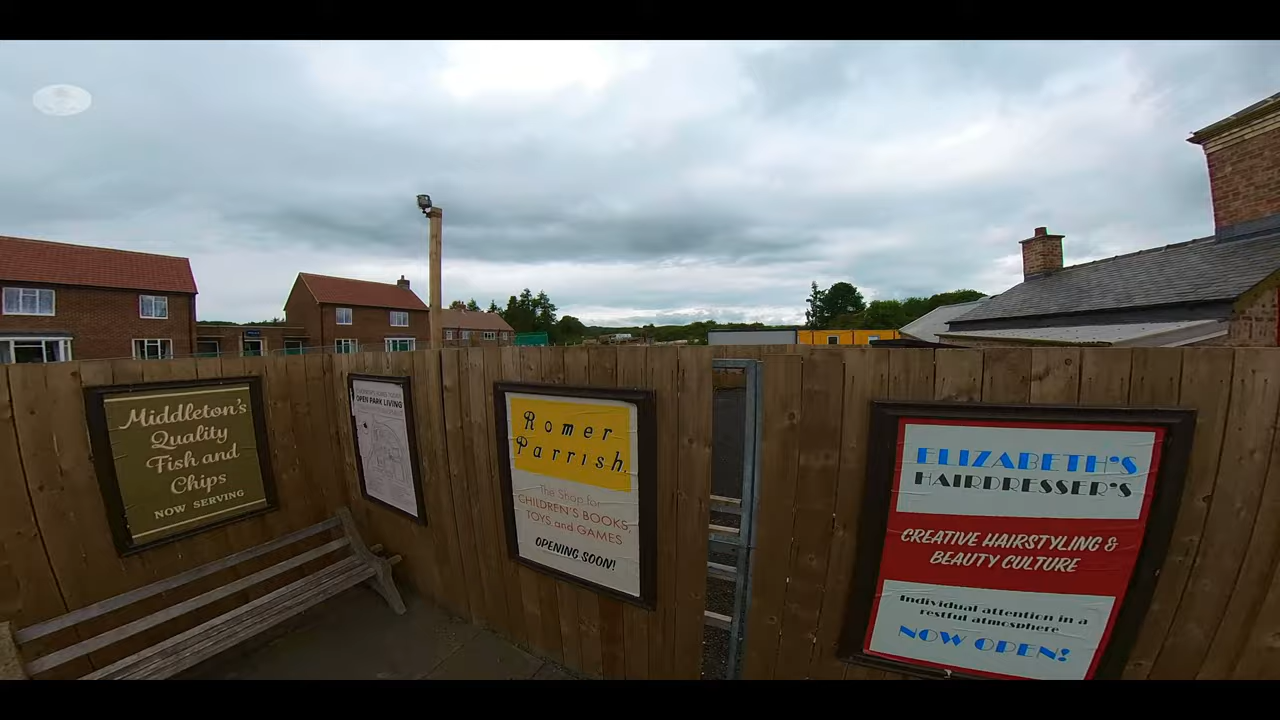 Middleton's
Quality
Fish and
Chips
NOW SERVING
OPEN PARK LIVING
Romer
Parrish
The Shop for
CHILDREN'S BOOKS,
TOYS and GAMES
OPENING SOON!
ELIZABETH'S
HAIRDRESSER'S
CREATIVE HAIRSTYLING &
BEAUTY CULTURE
Individual attention in a
restful atmosphere
NOW OPEN!